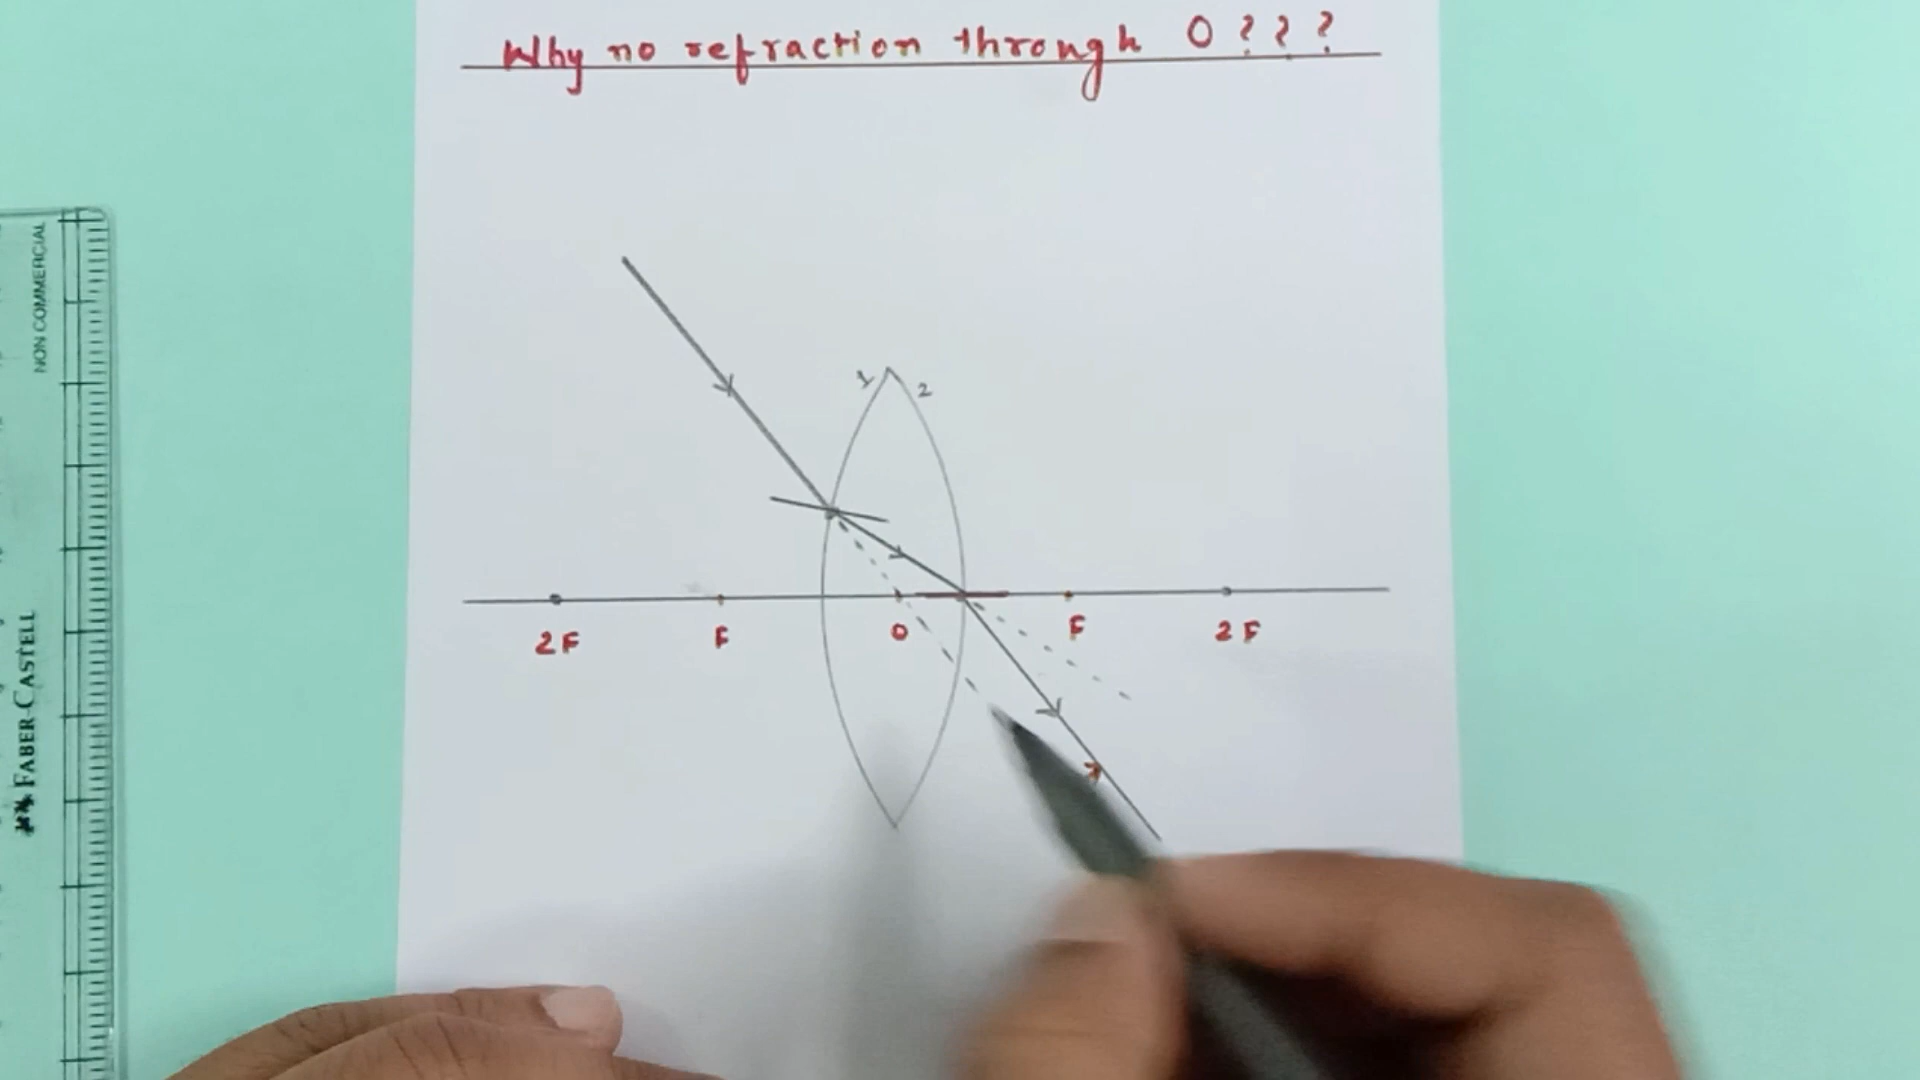 Why no refraction through O???
1 2
2F F O F 2F
NON COMMERCIAL
FABER-CASTELL